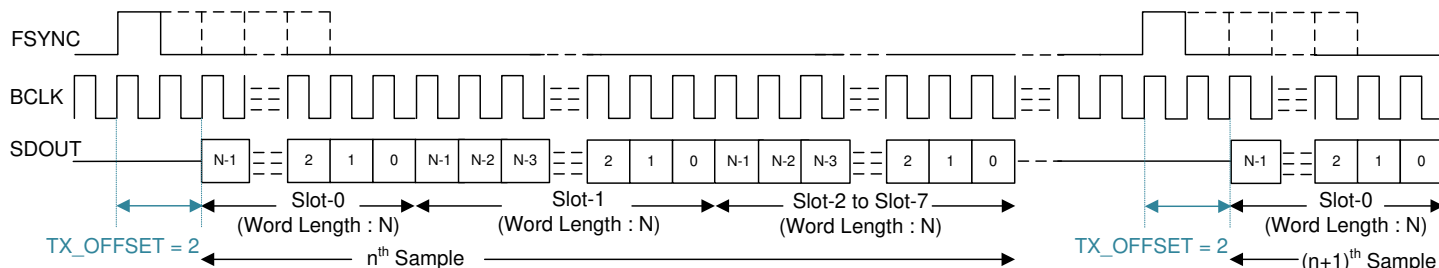 FSYNC
BCLK
SDOUT
N-1 2 1 0 N-1 N-2 N-3 2 1 0 N-1 N-2 N-3 2 1 0 N-1 2 1 0
Slot-0 Slot-1 Slot-2 to Slot-7 Slot-0
(Word Length : N) (Word Length : N) (Word Length : N) (Word Length : N)
TX_OFFSET = 2 TX_OFFSET = 2
nth Sample (n+1)th Sample